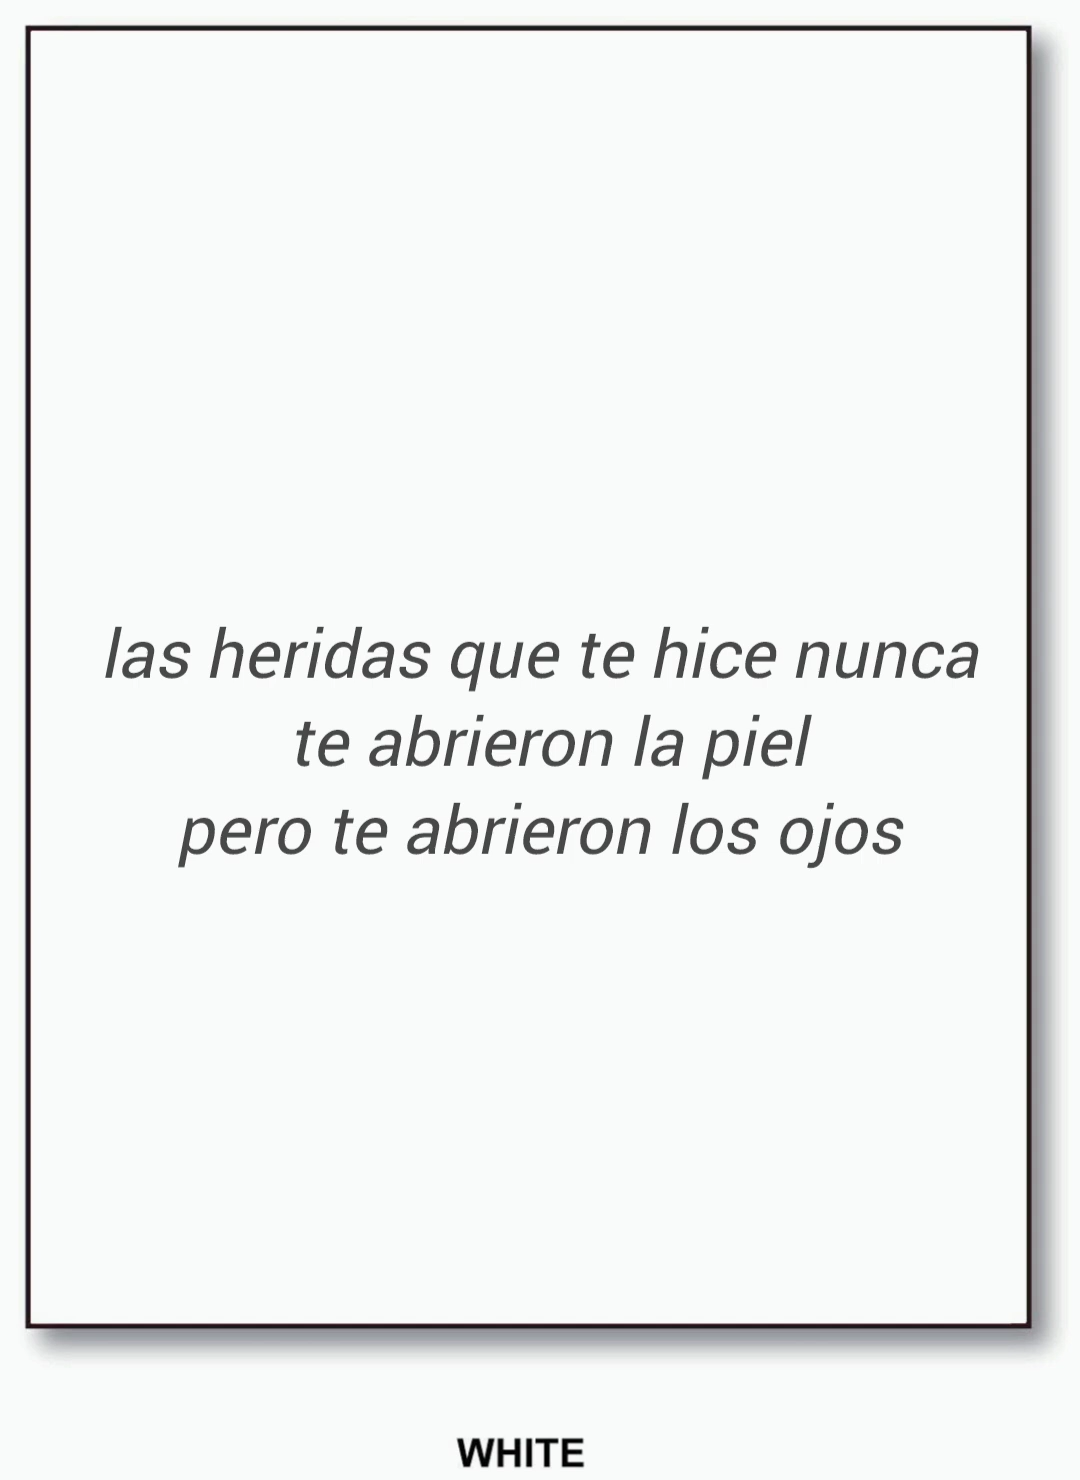 las heridas que te hice nunca
te abrieron la piel
pero te abrieron los ojos
WHITE